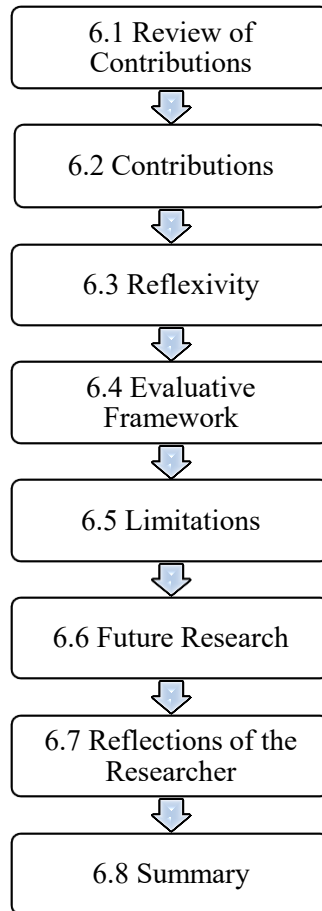 6.1 Review of
Contributions
6.2 Contributions
6.3 Reflexivity
6.4 Evaluative
Framework
6.5 Limitations
6.6 Future Research
6.7 Reflections of the
Researcher
6.8 Summary